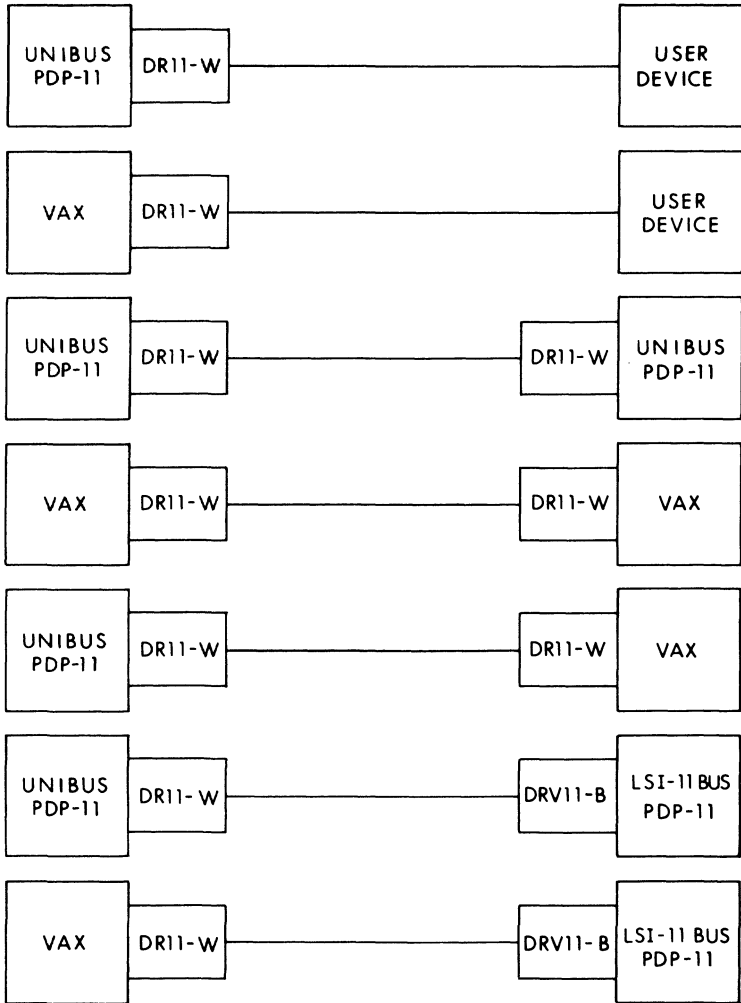 UNIBUS
PDP-11
DR11-W
USER
DEVICE
VAX
DR11-W
USER
DEVICE
UNIBUS
PDP-11
DR11-W
DR11-W
UNIBUS
PDP-11
VAX
DR11-W
DR11-W
VAX
UNIBUS
PDP-11
DR11-W
DR11-W
VAX
UNIBUS
PDP-11
DR11-W
DRV11-B
LSI-11 BUS
PDP-11
VAX
DR11-W
DRV11-B
LSI-11 BUS
PDP-11